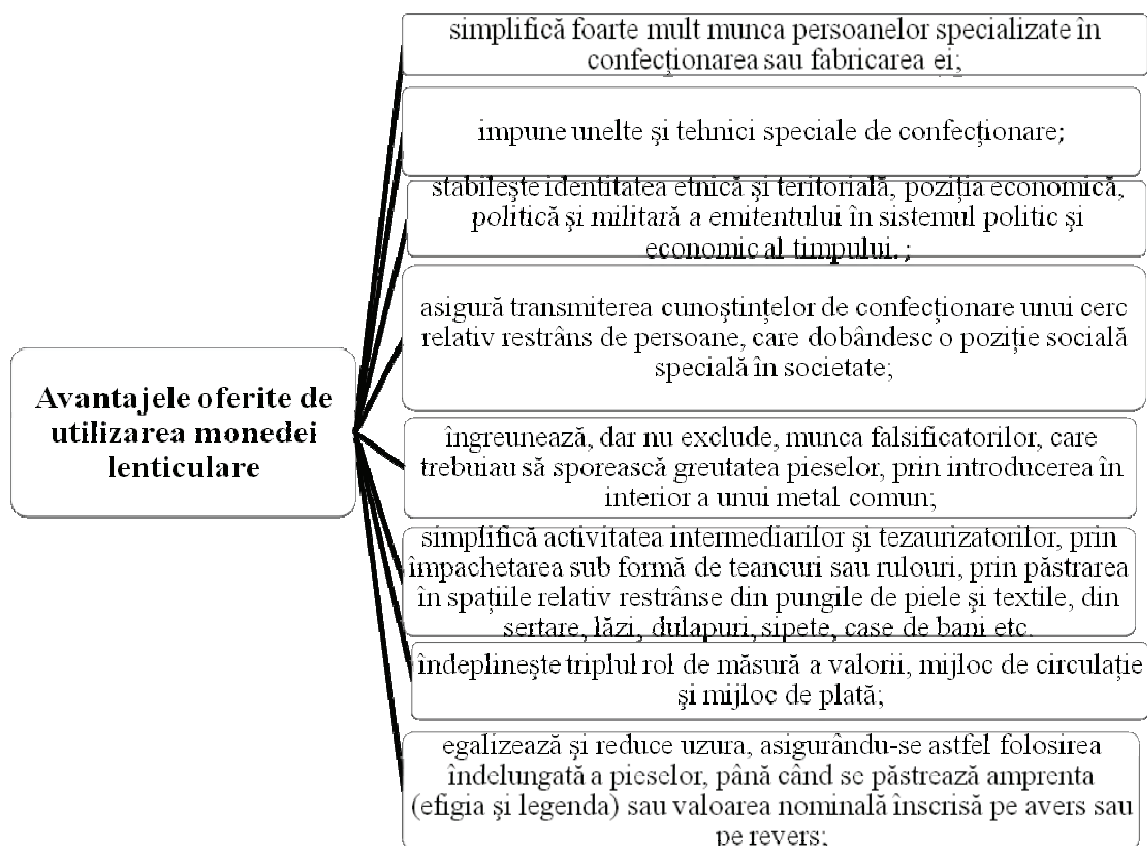 simplifică foarte mult munca persoanelor specializate în
confecționarea sau fabricarea ei;
impune unelte și tehnici speciale de confecționare;
stabilește identitatea etnică și teritorială, poziția economică,
politică și militară a emitentului în sistemul politic și
economic al timpului. ;
asigură transmiterea cunoștințelor de confecționare unui cerc
relativ restrâns de persoane, care dobândesc o poziție socială
specială în societate;
Avantajele oferite de
utilizarea monedei
lenticulare
îngreunează, dar nu exclude, munca falsificatorilor, care
trebuiau să sporească greutatea pieselor, prin introducerea în
interior a unui metal comun;
simplifică activitatea intermediarilor și tezaurizatorilor, prin
împachetarea sub formă de teancuri sau rulouri, prin păstrarea
în spațiile relativ restrânse din pungile de piele și textile, din
sertare, lăzi, dulapuri, sipete, case de bani etc.
îndeplinește triplul rol de măsură a valorii, mijloc de circulație
și mijloc de plată;
egalizează și reduce uzura, asigurându-se astfel folosirea
îndelungată a pieselor, până când se păstrează amprenta
(efigia și legenda) sau valoarea nominală înscrisă pe avers sau
pe revers;